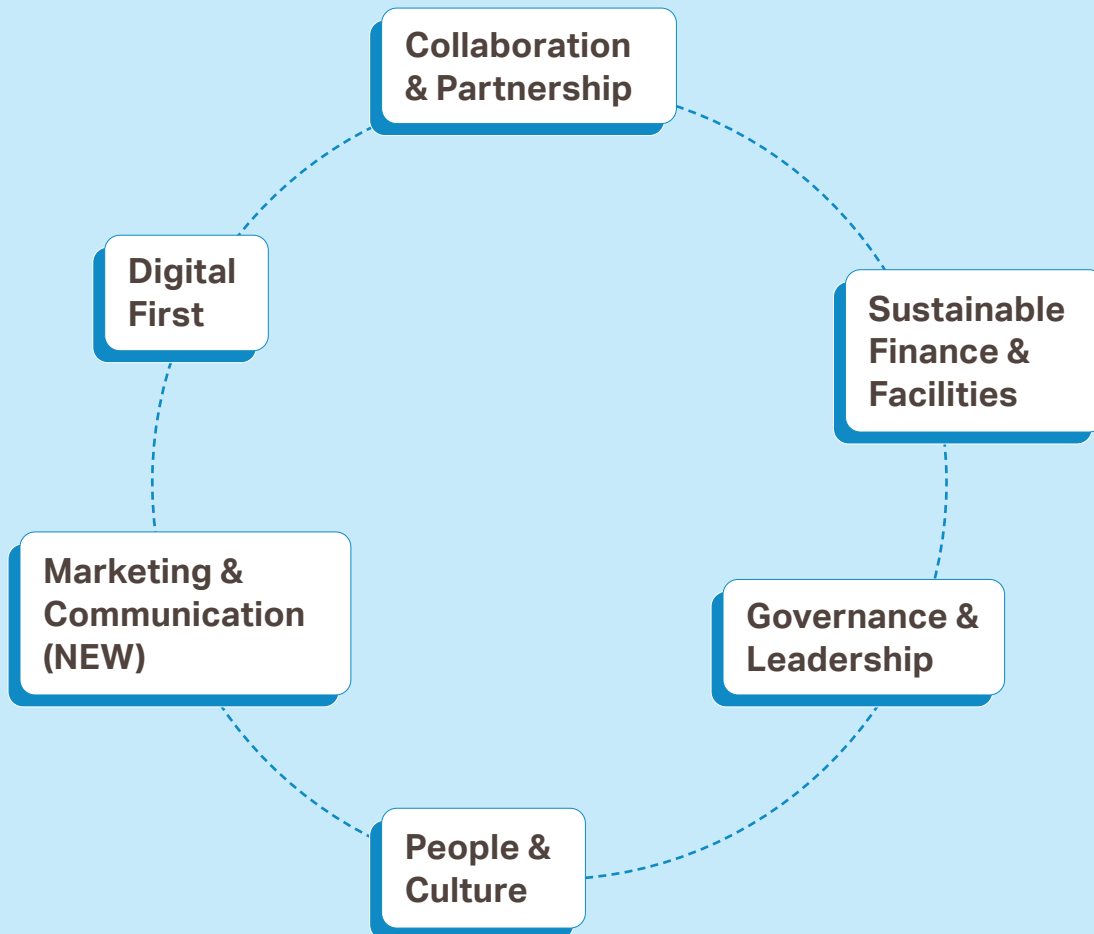 Collaboration
& Partnership
Digital
First
Sustainable
Finance &
Facilities
Marketing &
Communication
(NEW)
Governance &
Leadership
People &
Culture